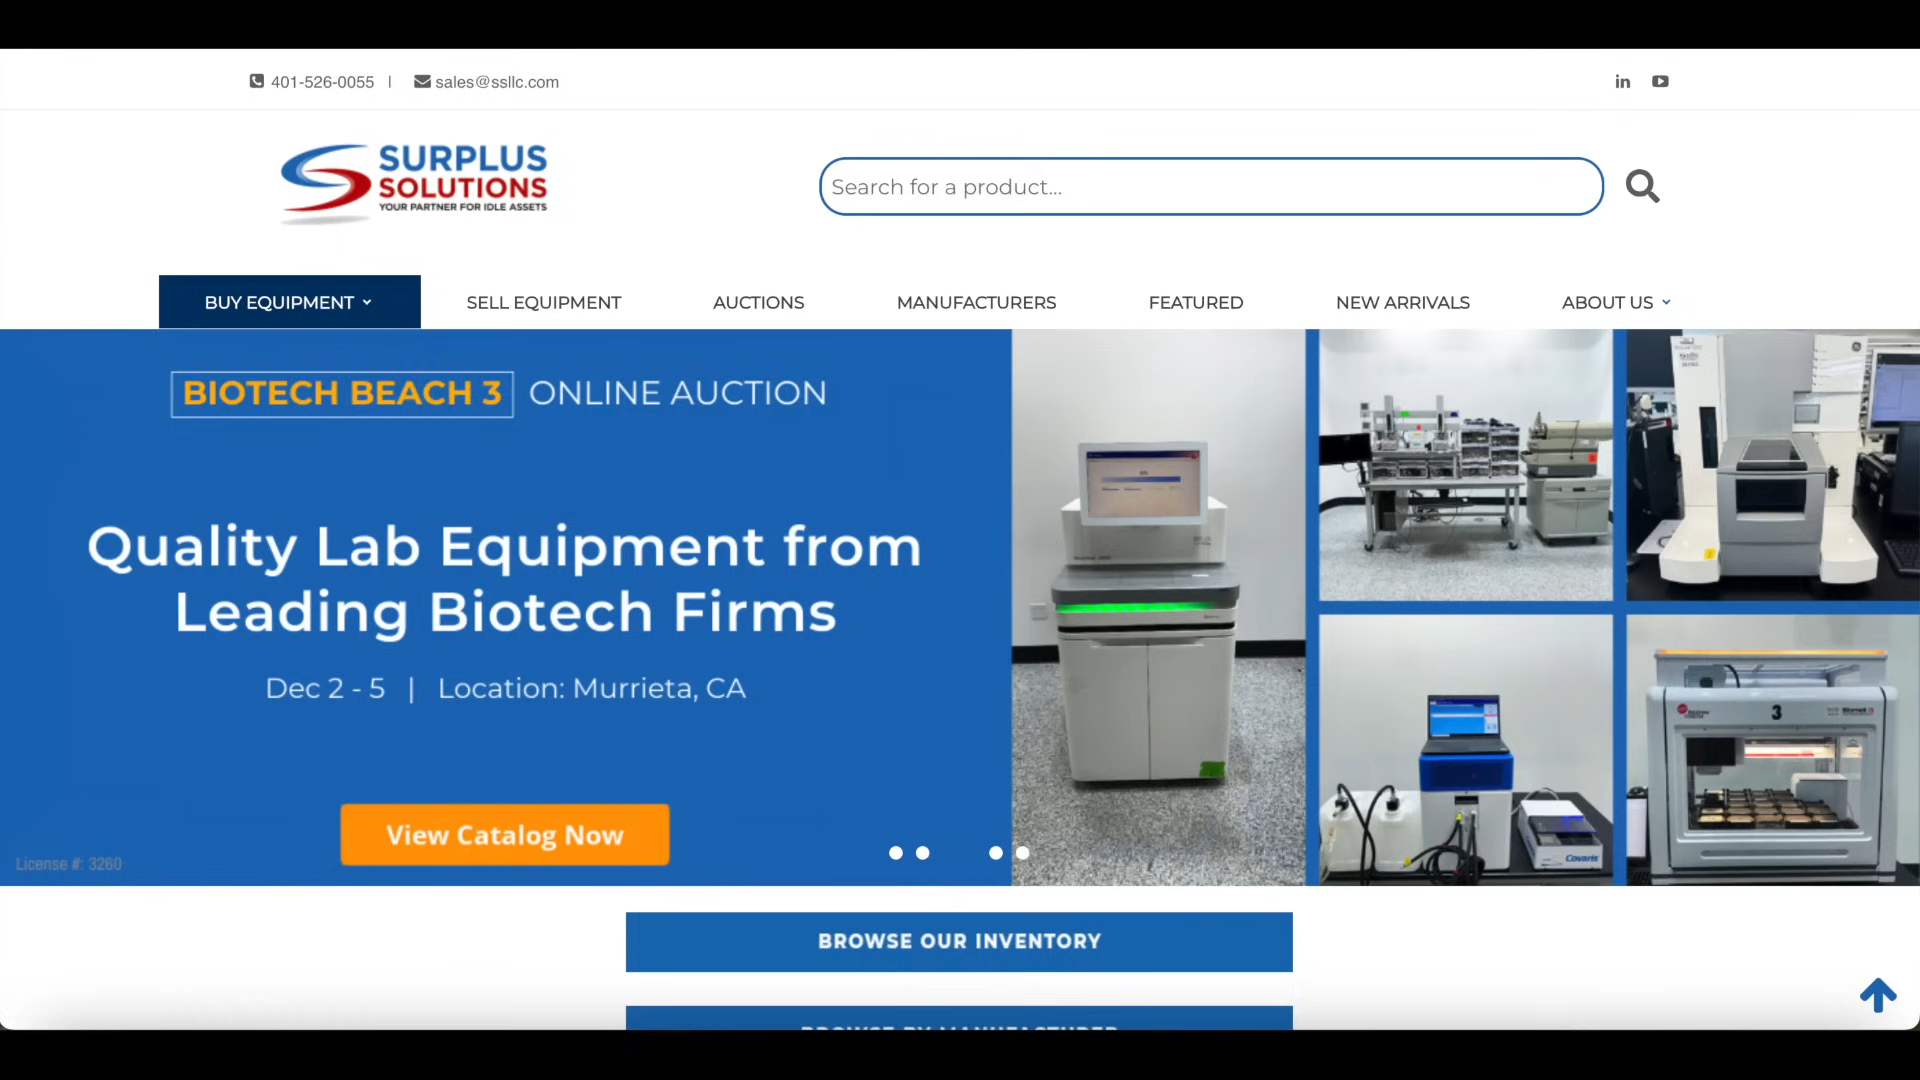 401-526-0055 | sales@ssllc.com
SURPLUS
SOLUTIONS
YOUR PARTNER FOR IDLE ASSETS
Search for a product...
BUY EQUIPMENT SELL EQUIPMENT AUCTIONS MANUFACTURERS FEATURED NEW ARRIVALS ABOUT US
BIOTECH BEACH 3 ONLINE AUCTION
Quality Lab Equipment from
Leading Biotech Firms
Dec 2 - 5 | Location: Murrieta, CA
View Catalog Now
License #: 3260
3
Covaris
BROWSE OUR INVENTORY
BROWSE BY MANUFACTURER